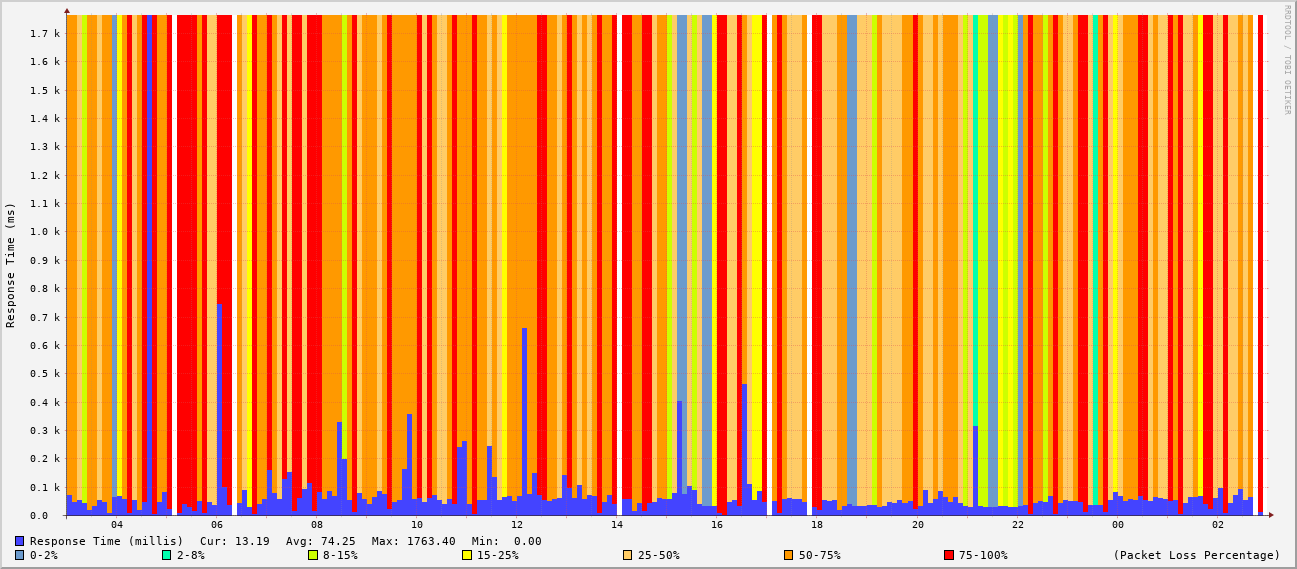 RRDTOOL / TOBI OETIKER
Response Time (ms)
1.7 k
1.6 k
1.5 k
1.4 k
1.3 k
1.2 k
1.1 k
1.0 k
0.9 k
0.8 k
0.7 k
0.6 k
0.5 k
0.4 k
0.3 k
0.2 k
0.1 k
0.0
04 06 08 10 12 14 16 18 20 22 00 02
Response Time (millis) Cur: 13.19 Avg: 74.25 Max: 1763.40 Min: 0.00
0-2% 2-8% 8-15% 15-25% 25-50% 50-75% 75-100% (Packet Loss Percentage)